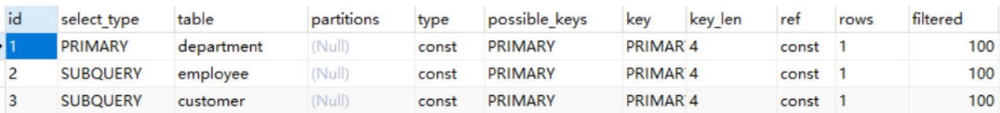 id select_type table partitions type possible_keys key key_len ref rows filtered
1 PRIMARY department (Null) const PRIMARY PRIMAR 4 const 1 100
2 SUBQUERY employee (Null) const PRIMARY PRIMAR 4 const 1 100
3 SUBQUERY customer (Null) const PRIMARY PRIMAR 4 const 1 100